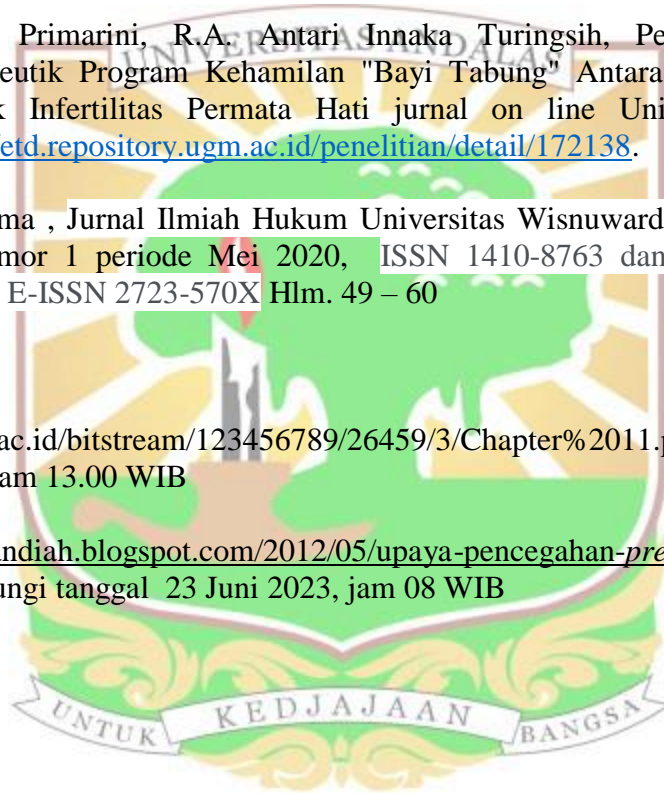 Primarini, R.A. Antari Innaka Turingsih, Pe
UNIVERSITAS ANDALAS
eutik Program Kehamilan "Bayi Tabung" Antara
k Infertilitas Permata Hati jurnal on line Uni
etd.repository.ugm.ac.id/penelitian/detail/172138.
ma , Jurnal Ilmiah Hukum Universitas Wisnuward
mor 1 periode Mei 2020, ISSN 1410-8763 dan
E-ISSN 2723-570X Hlm. 49 – 60
ac.id/bitstream/123456789/26459/3/Chapter%2011.p
am 13.00 WIB
andiah.blogspot.com/2012/05/upaya-pencegahan-pre
ungi tanggal 23 Juni 2023, jam 08 WIB
UNTUK KEDJAJAAN BANGSA